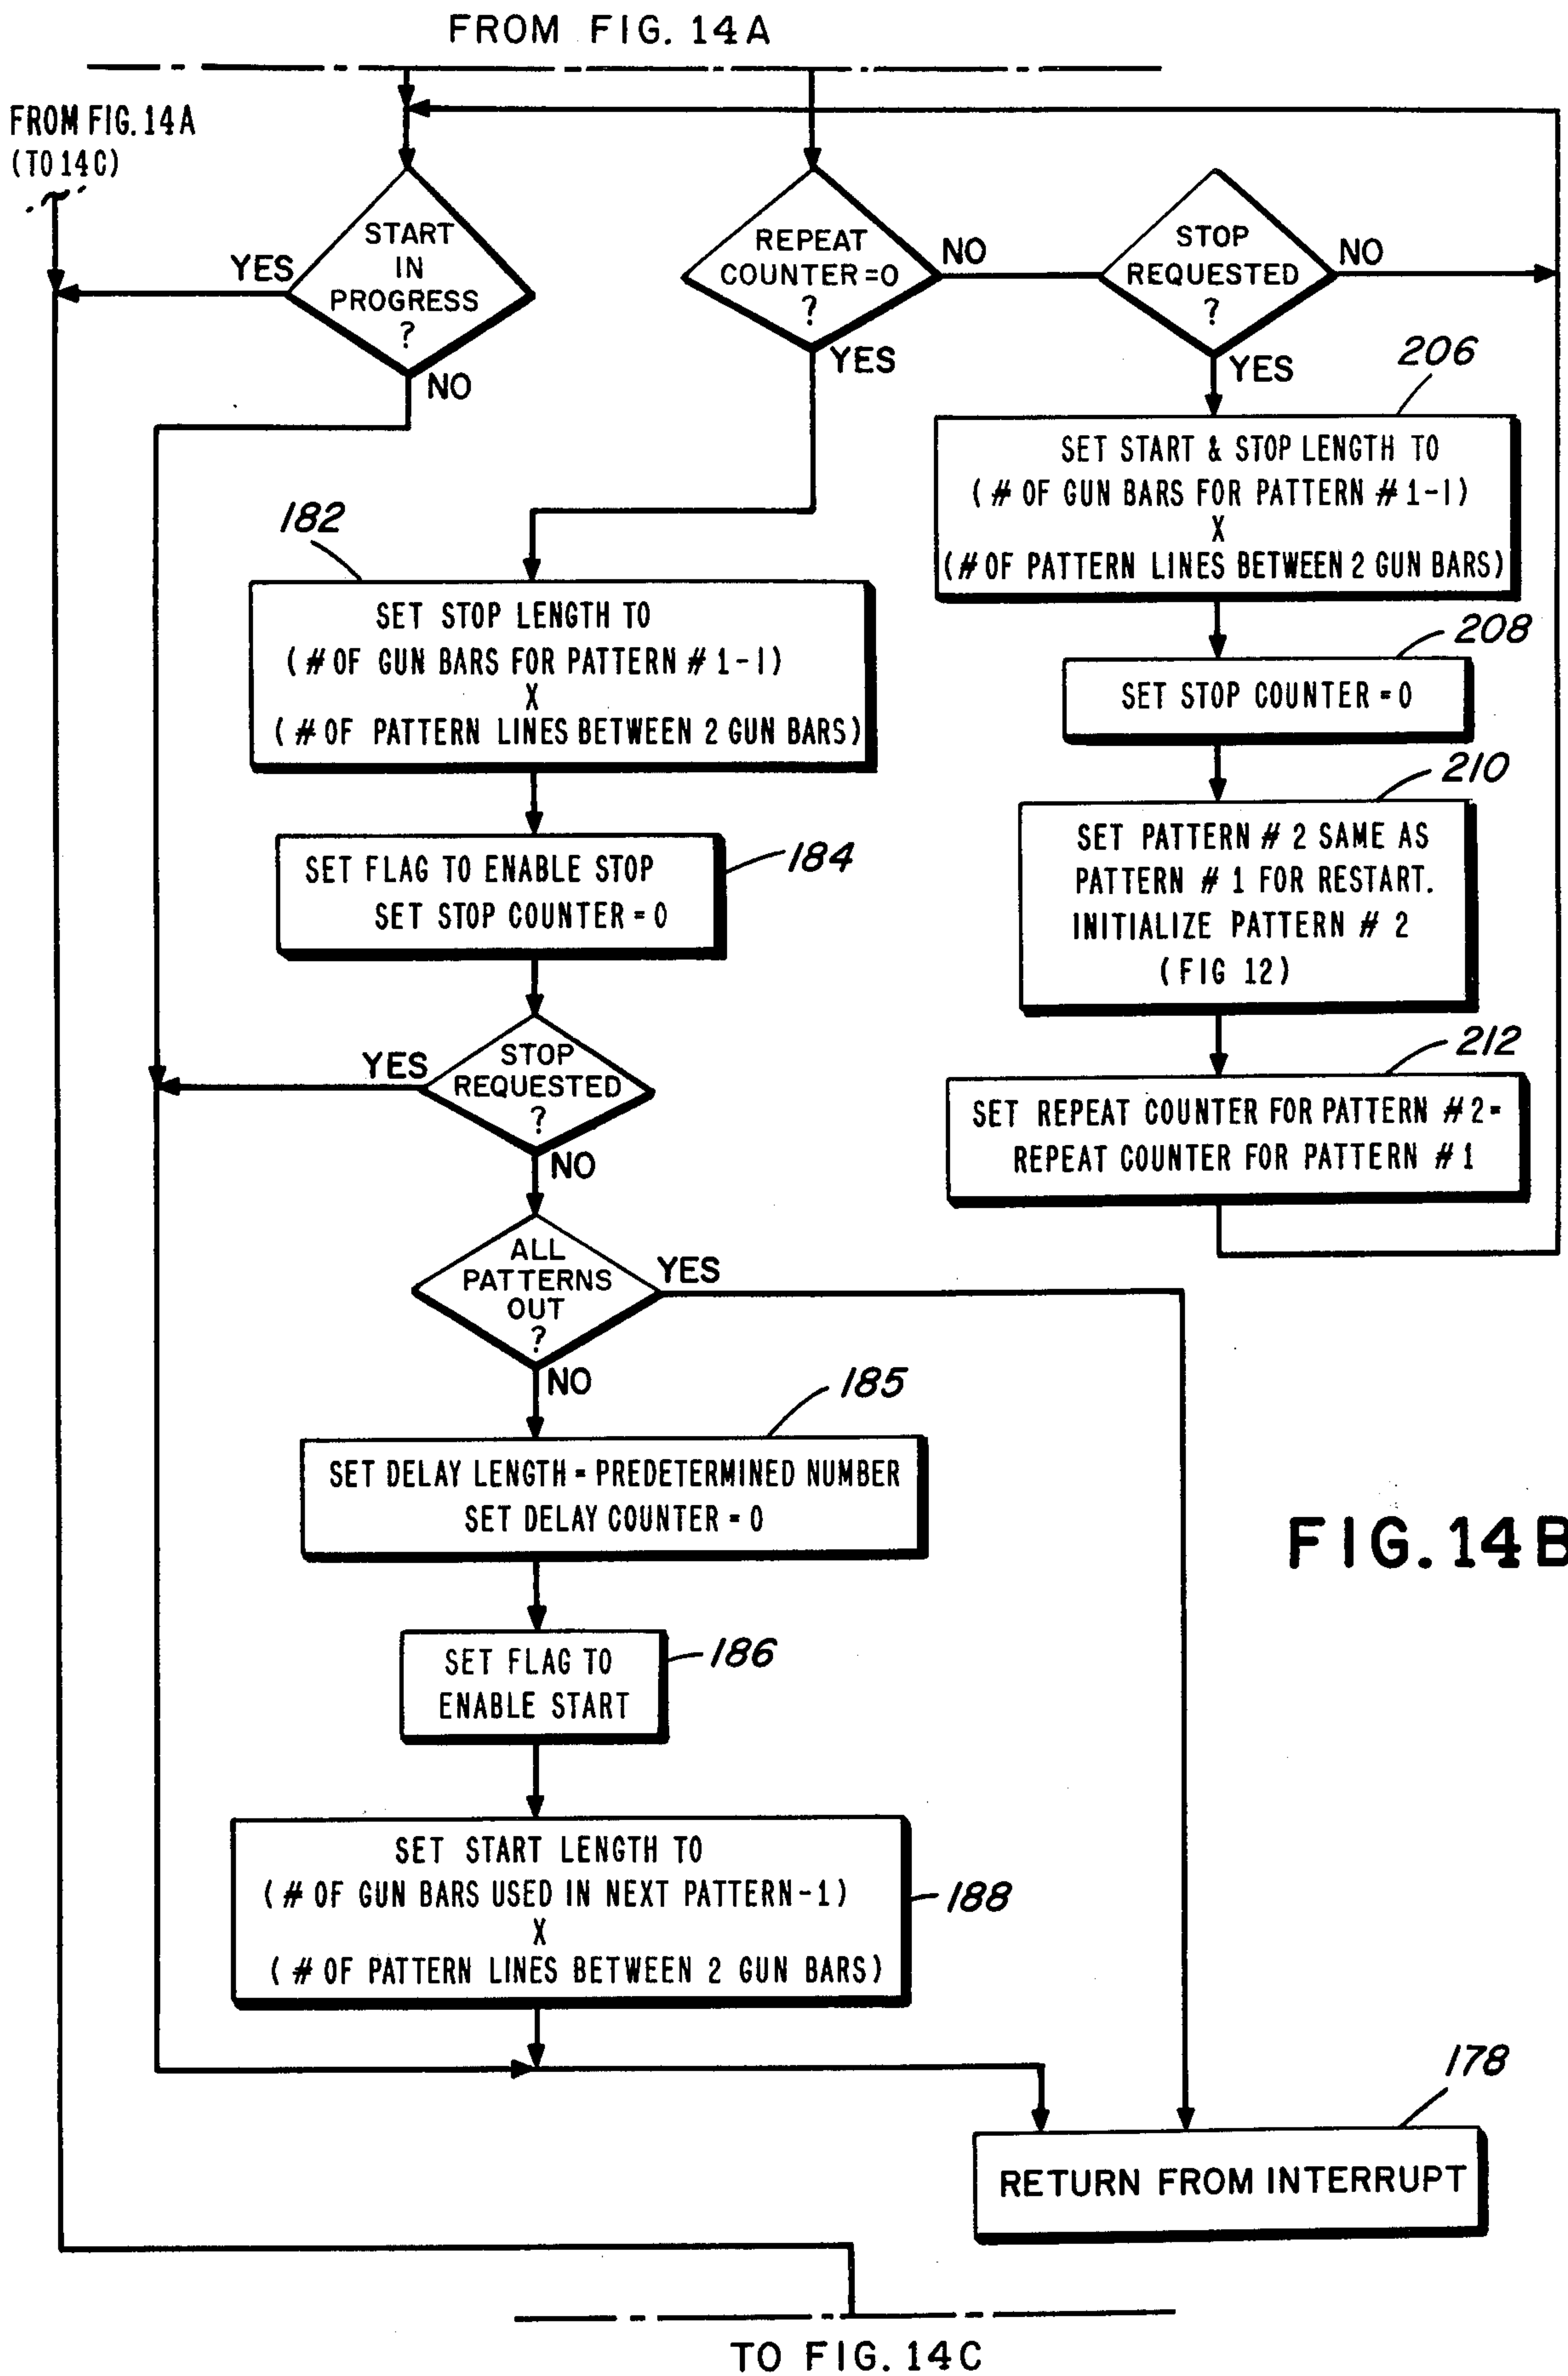 FROM FIG. 14A
FROM FIG. 14A
(TO 14C)
START
IN
PROGRESS
?
YES
NO
REPEAT
COUNTER=0
?
NO
YES
STOP
REQUESTED
?
NO
YES
206
SET START & STOP LENGTH TO
(# OF GUN BARS FOR PATTERN #1-1)
X
(# OF PATTERN LINES BETWEEN 2 GUN BARS)
182
SET STOP LENGTH TO
(# OF GUN BARS FOR PATTERN #1-1)
X
(# OF PATTERN LINES BETWEEN 2 GUN BARS)
208
SET STOP COUNTER = 0
210
SET PATTERN # 2 SAME AS
PATTERN # 1 FOR RESTART.
INITIALIZE PATTERN # 2
(FIG 12)
184
SET FLAG TO ENABLE STOP
SET STOP COUNTER = 0
212
SET REPEAT COUNTER FOR PATTERN #2=
REPEAT COUNTER FOR PATTERN #1
YES
STOP
REQUESTED
?
NO
ALL
PATTERNS
OUT
?
YES
NO
185
SET DELAY LENGTH = PREDETERMINED NUMBER
SET DELAY COUNTER = 0
FIG. 14B
186
SET FLAG TO
ENABLE START
SET START LENGTH TO
(# OF GUN BARS USED IN NEXT PATTERN-1)
X
(# OF PATTERN LINES BETWEEN 2 GUN BARS)
188
178
RETURN FROM INTERRUPT
TO FIG. 14C